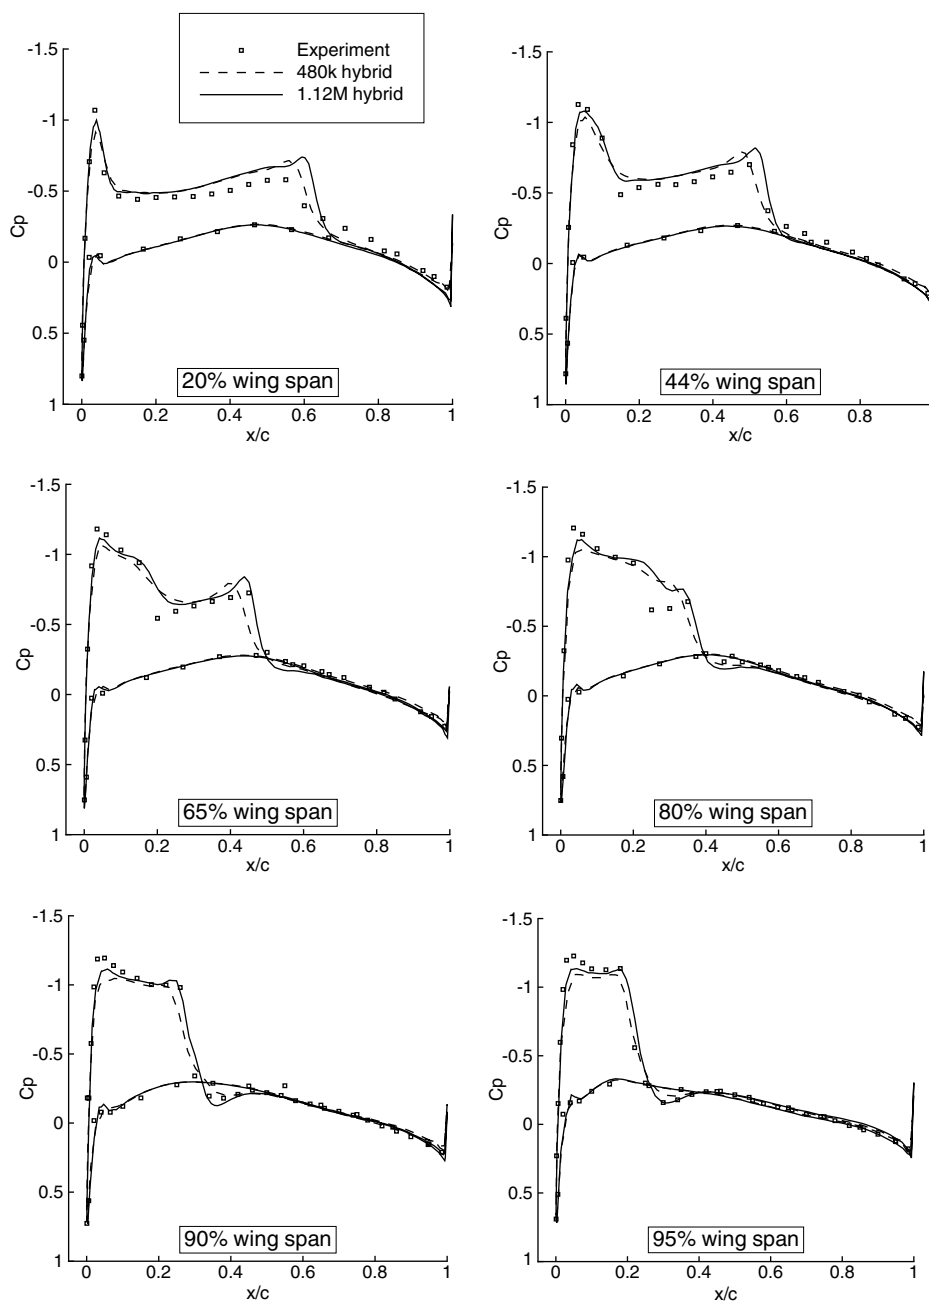 Experiment
480k hybrid
1.12M hybrid
-1.5
-1
-0.5
0
0.5
1
Cp
20% wing span
0 0.2 0.4 0.6 0.8 1
x/c
-1.5
-1
-0.5
0
0.5
1
Cp
44% wing span
0 0.2 0.4 0.6 0.8 1
x/c
-1.5
-1
-0.5
0
0.5
1
Cp
65% wing span
0 0.2 0.4 0.6 0.8 1
x/c
-1.5
-1
-0.5
0
0.5
1
Cp
80% wing span
0 0.2 0.4 0.6 0.8 1
x/c
-1.5
-1
-0.5
0
0.5
1
Cp
90% wing span
0 0.2 0.4 0.6 0.8 1
x/c
-1.5
-1
-0.5
0
0.5
1
Cp
95% wing span
0 0.2 0.4 0.6 0.8 1
x/c